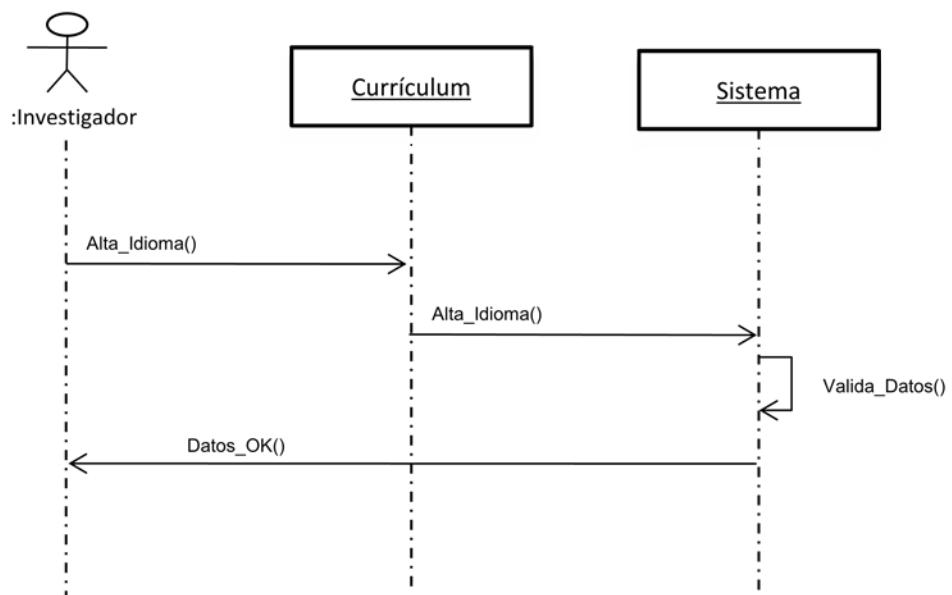 :Investigador
Currículum
Sistema
Alta_Idioma()
Alta_Idioma()
Valida_Datos()
Datos_OK()